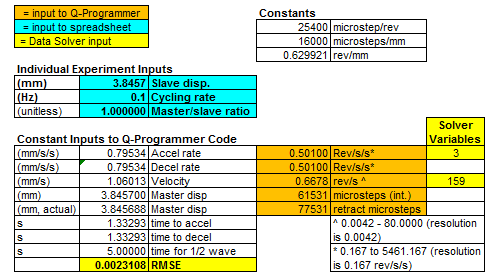 = input to Q-Programmer
= input to spreadsheet
= Data Solver input
Constants
25400 microstep/rev
16000 microsteps/mm
0.629921 rev/mm
Individual Experiment Inputs
(mm) 3.8457 Slave disp.
(Hz) 0.1 Cycling rate
(unitless) 1.000000 Master/slave ratio
Solver
Constant Inputs to Q-Programmer Code Variables
(mm/s/s) 0.79534 Accel rate 0.50100 Rev/s/s* 3
(mm/s/s) 0.79534 Decel rate 0.50100 Rev/s/s*
(mm/s) 1.06013 Velocity 0.6678 rev/s ^ 159
(mm) 3.845700 Master disp 61531 microsteps (int.)
(mm, actual) 3.845688 Master disp 77531 retract microsteps
s 1.33293 time to accel ^ 0.0042 - 80.0000 (resolution
s 1.33293 time to decel is 0.0042)
s 5.00000 time for 1/2 wave * 0.167 to 5461.167 (resolution
0.0023108 RMSE is 0.167 rev/s/s)